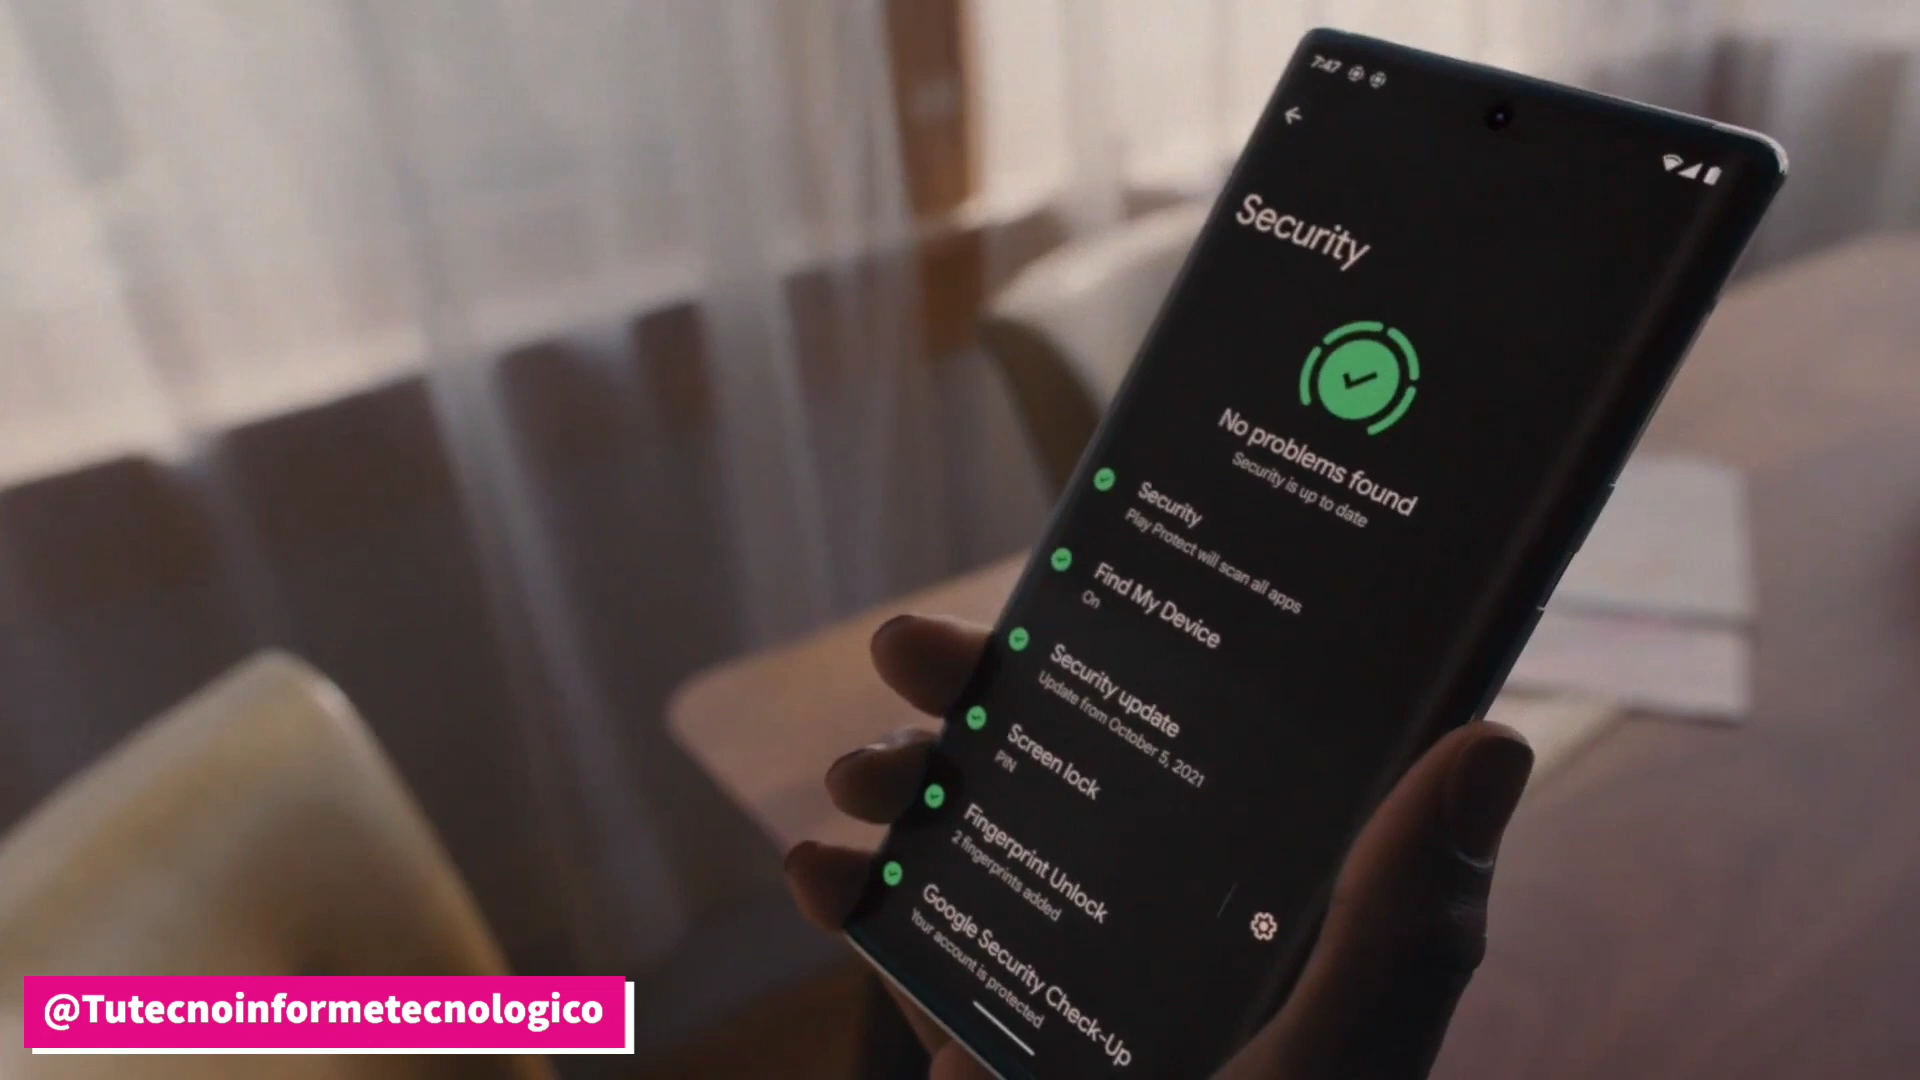 7:47
Security
No problems found
Security is up to date
Security
Play Protect will scan all apps
Find My Device
On
Security update
Update from October 5, 2021
Screen lock
PIN
Fingerprint Unlock
2 fingerprints added
Google Security Check-Up
Your account is protected
@Tutecnoinformetecnologico